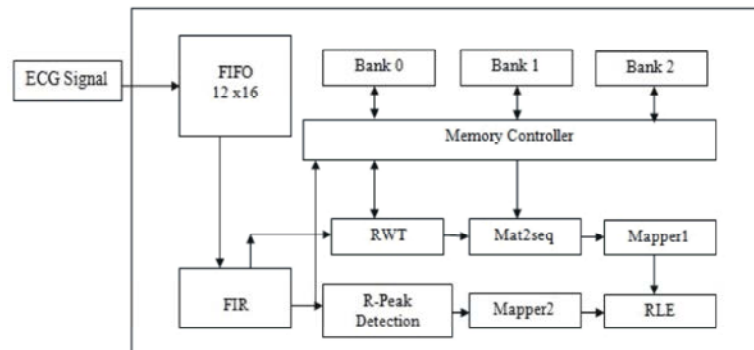 ECG Signal
FIFO
12 x16
Bank 0
Bank 1
Bank 2
Memory Controller
RWT
Mat2seq
Mapper1
FIR
R-Peak
Detection
Mapper2
RLE